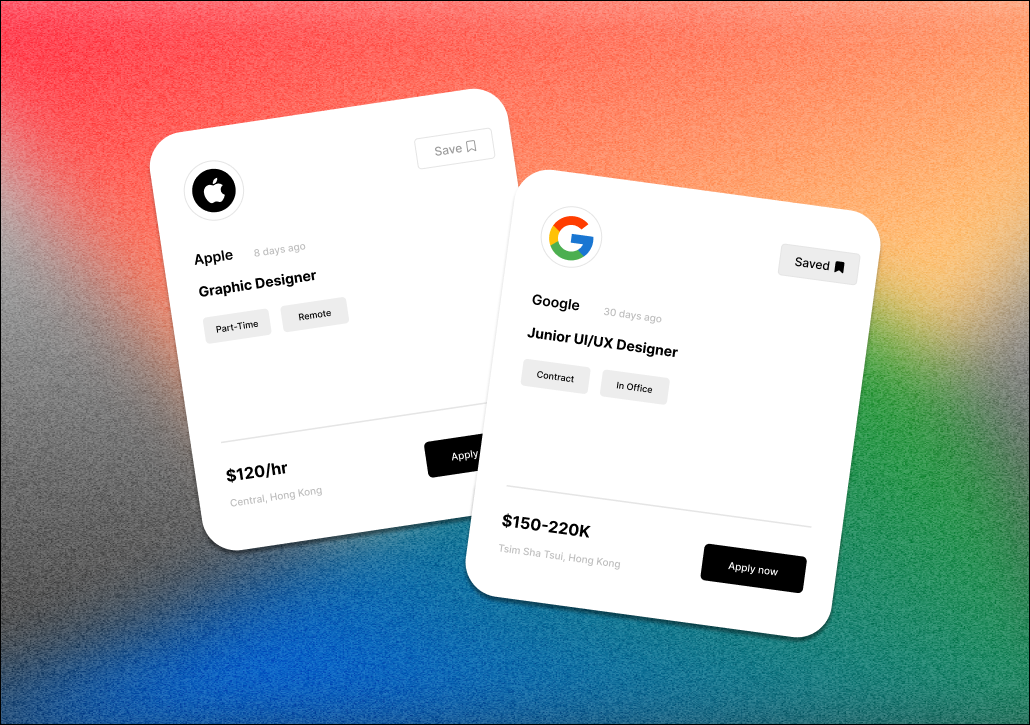 Save
Apple 8 days ago
Graphic Designer
Part-Time Remote
$120/hr
Central, Hong Kong
Apply
Saved
Google 30 days ago
Junior UI/UX Designer
Contract In Office
$150-220K
Tsim Sha Tsui, Hong Kong
Apply now